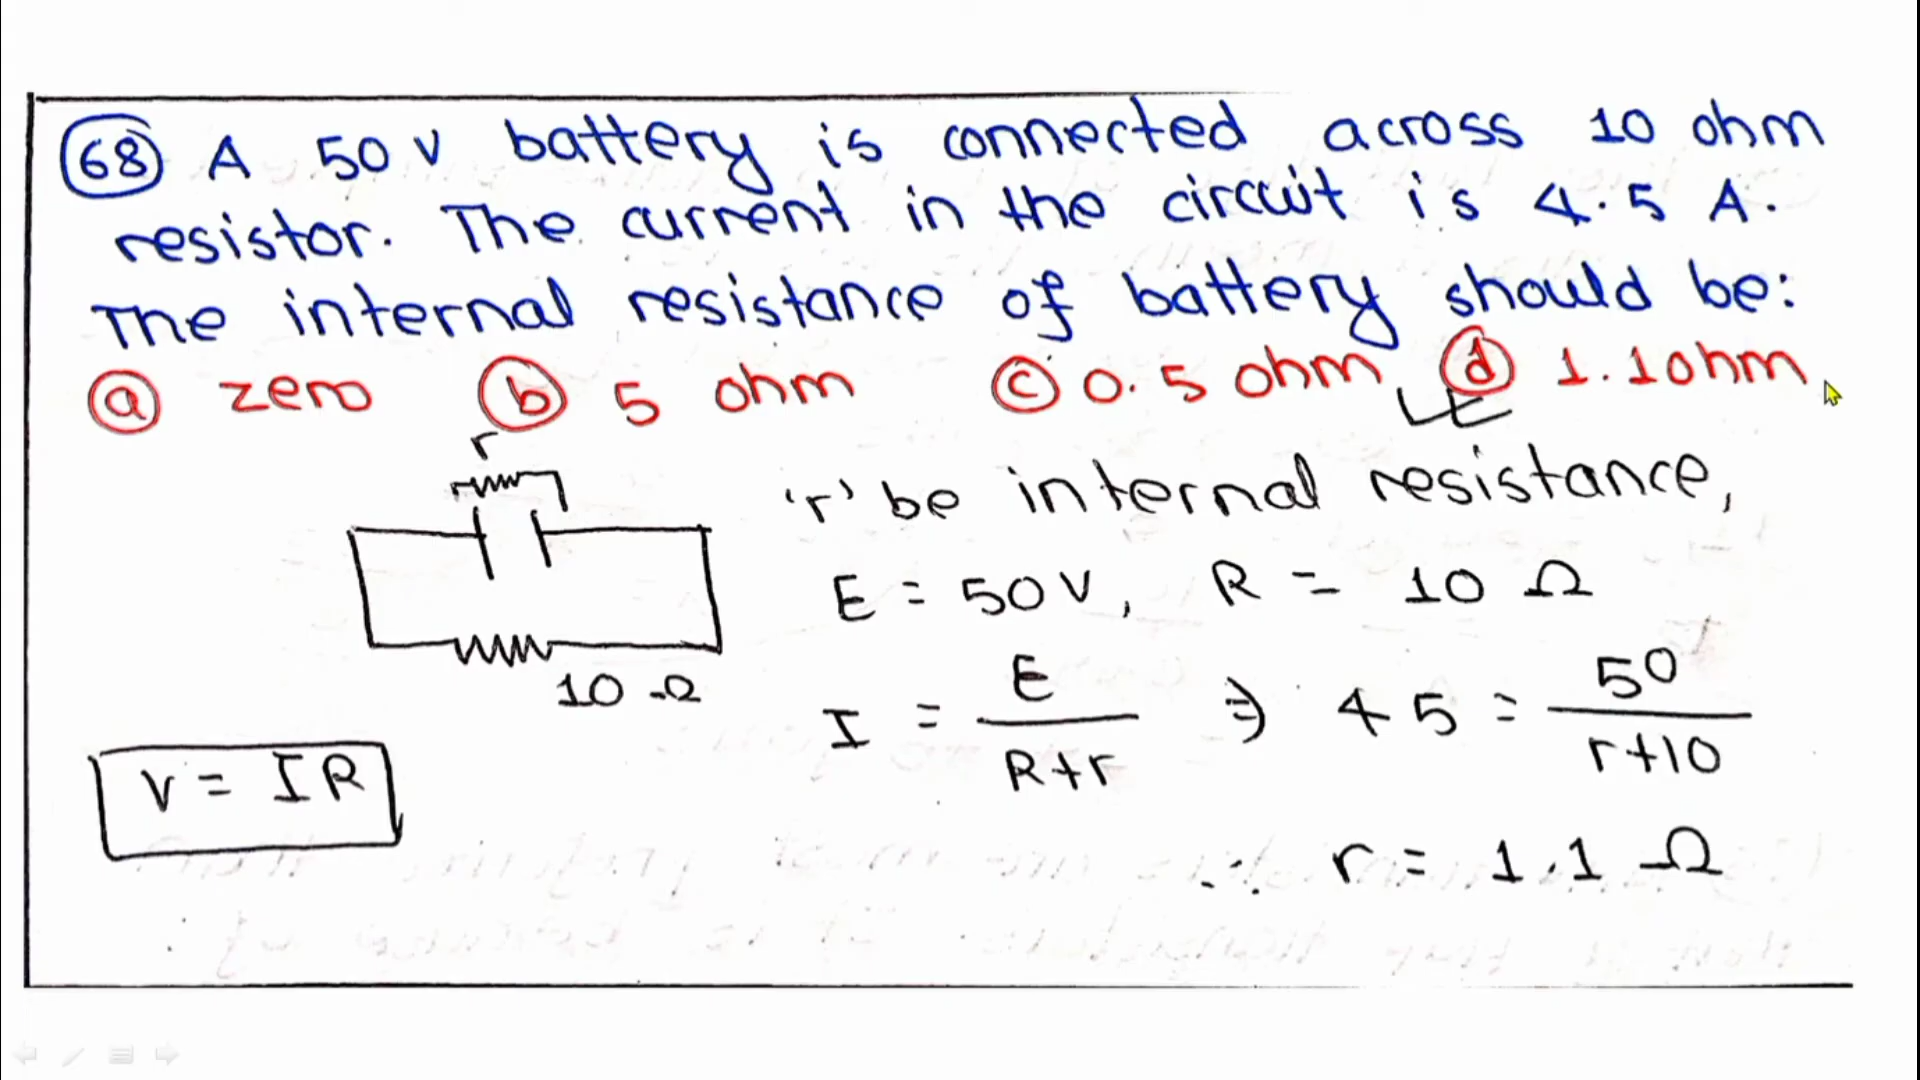 68 A 50 V battery is connected across 10 ohm
resistor. The current in the circuit is 4.5 A.
The internal resistance of battery should be:
a zero b 5 ohm c 0.5 ohm d 1.1 ohm
r
'r' be internal resistance,
E = 50 V, R = 10 Ω
10 Ω
I = E / R+r ⇒ 4 5 = 50 / r+10
V = IR
∴ r = 1.1 Ω